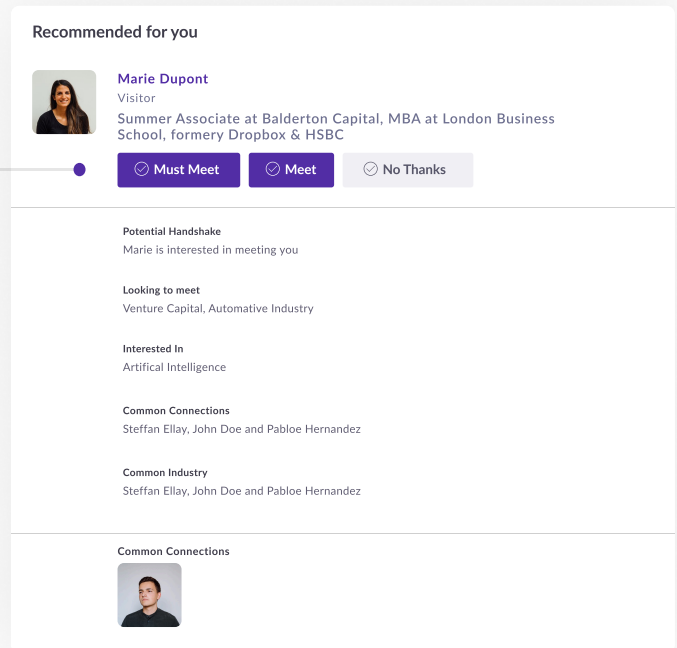 Recommended for you
Marie Dupont
Visitor
Summer Associate at Balderton Capital, MBA at London Business
School, formery Dropbox & HSBC
Must Meet
Meet
No Thanks
Potential Handshake
Marie is interested in meeting you
Looking to meet
Venture Capital, Automative Industry
Interested In
Artifical Intelligence
Common Connections
Steffan Ellay, John Doe and Pabloe Hernandez
Common Industry
Steffan Ellay, John Doe and Pabloe Hernandez
Common Connections